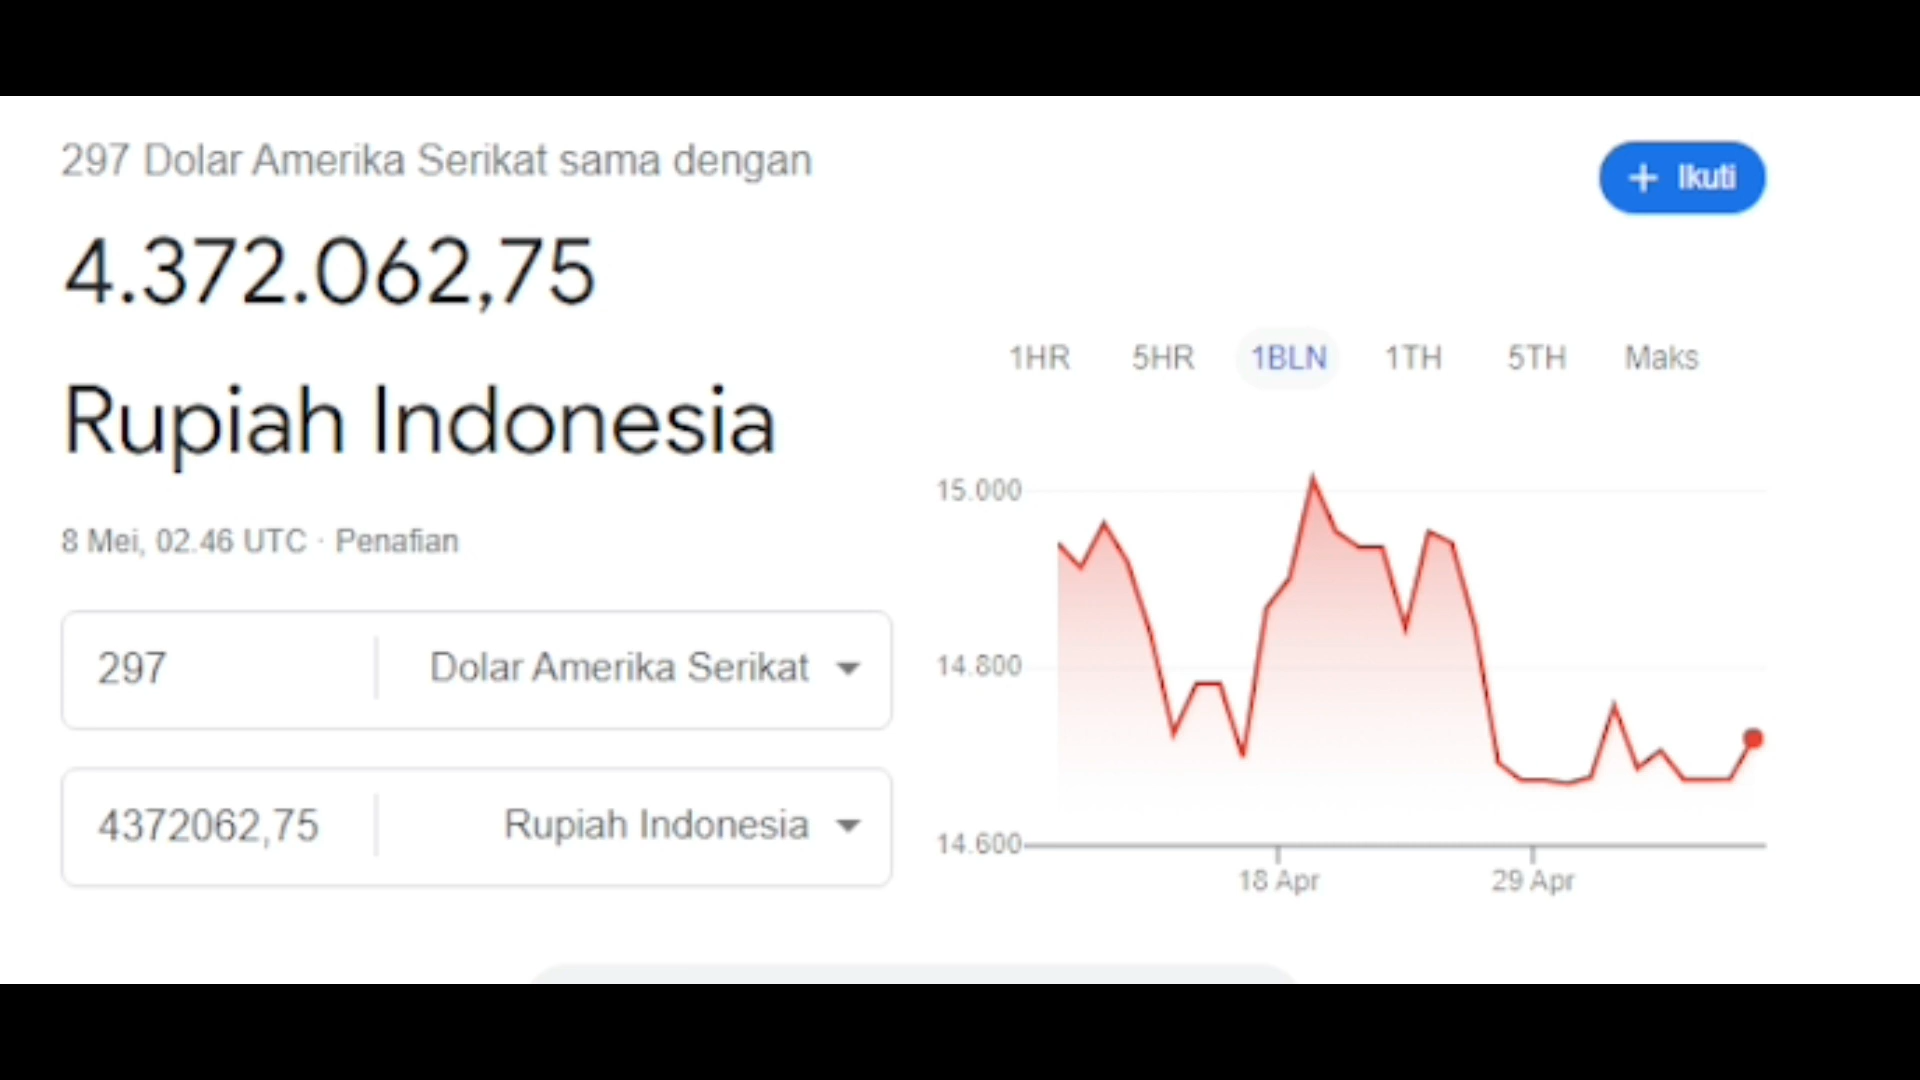 297 Dolar Amerika Serikat sama dengan
4.372.062,75
Rupiah Indonesia
8 Mei, 02.46 UTC · Penafian
297 Dolar Amerika Serikat
4372062,75 Rupiah Indonesia
+ Ikuti
1HR 5HR 1BLN 1TH 5TH Maks
15.000
14.800
14.600
18 Apr 29 Apr